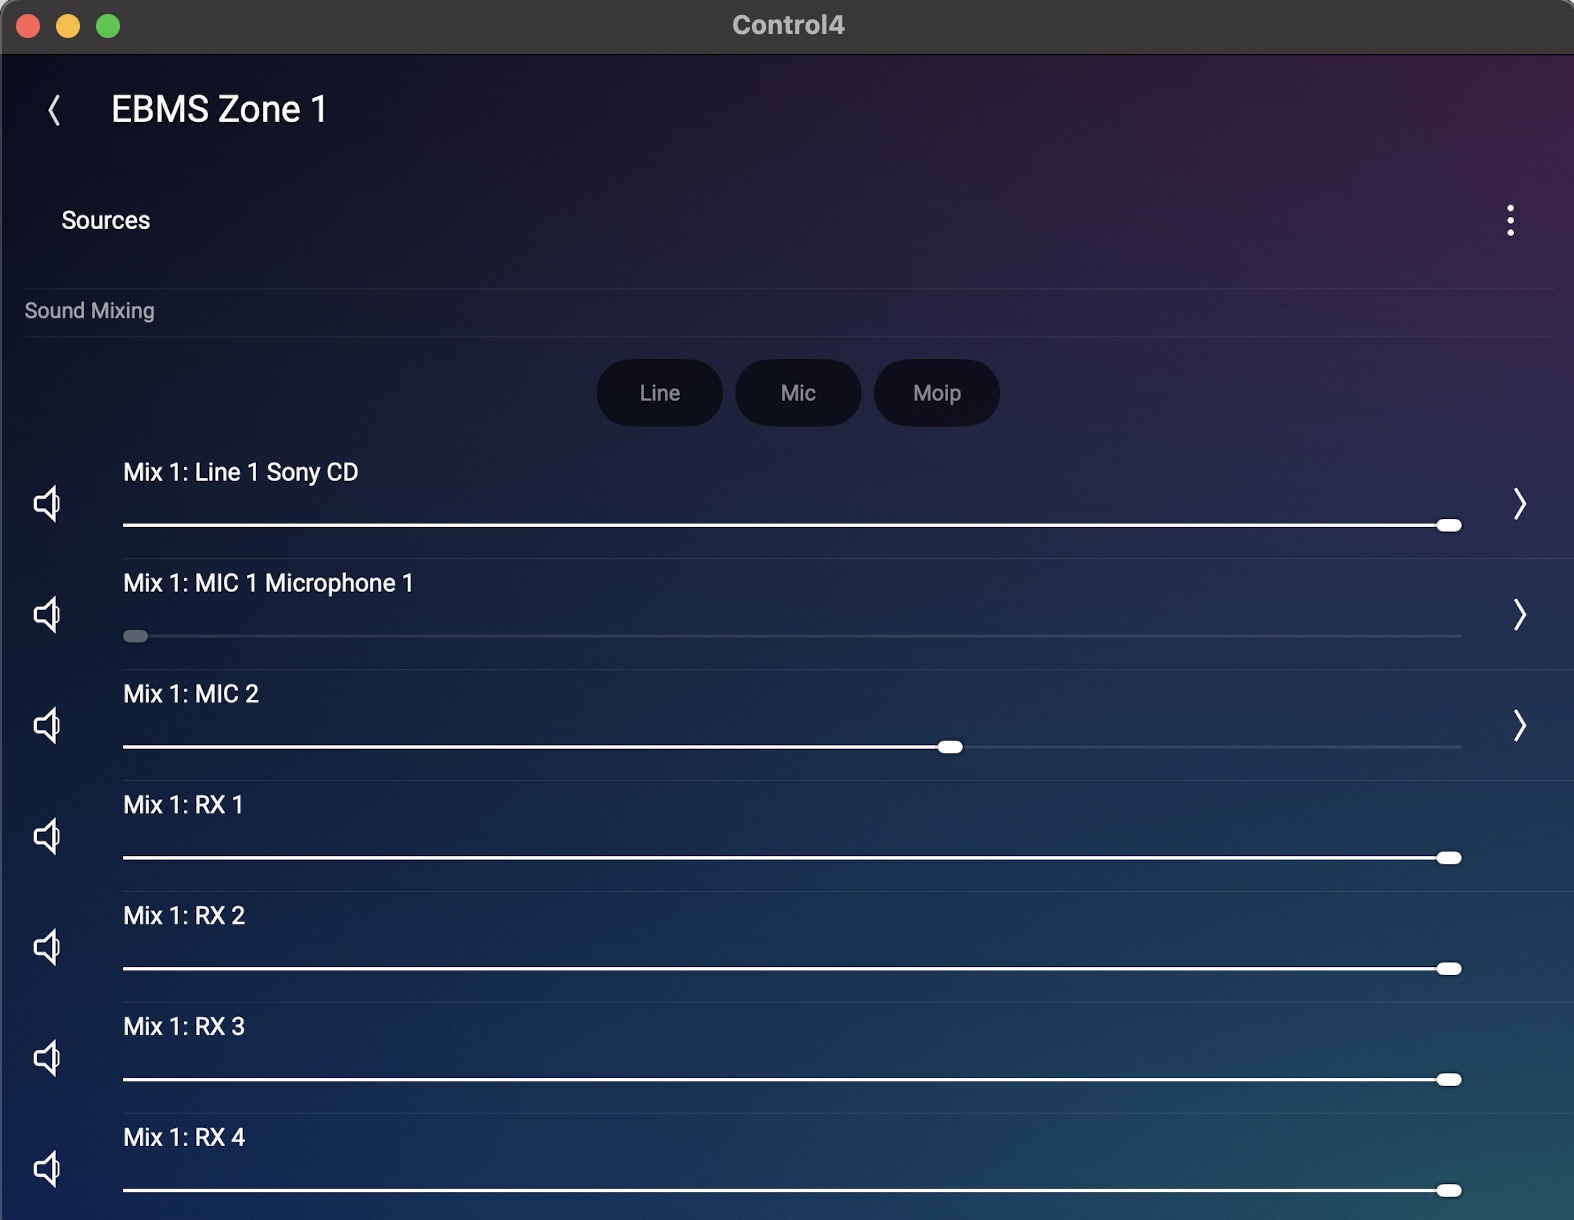 Control4
EBMS Zone 1
Sources
Sound Mixing
Line Mic Moip
Mix 1: Line 1 Sony CD
Mix 1: MIC 1 Microphone 1
Mix 1: MIC 2
Mix 1: RX 1
Mix 1: RX 2
Mix 1: RX 3
Mix 1: RX 4